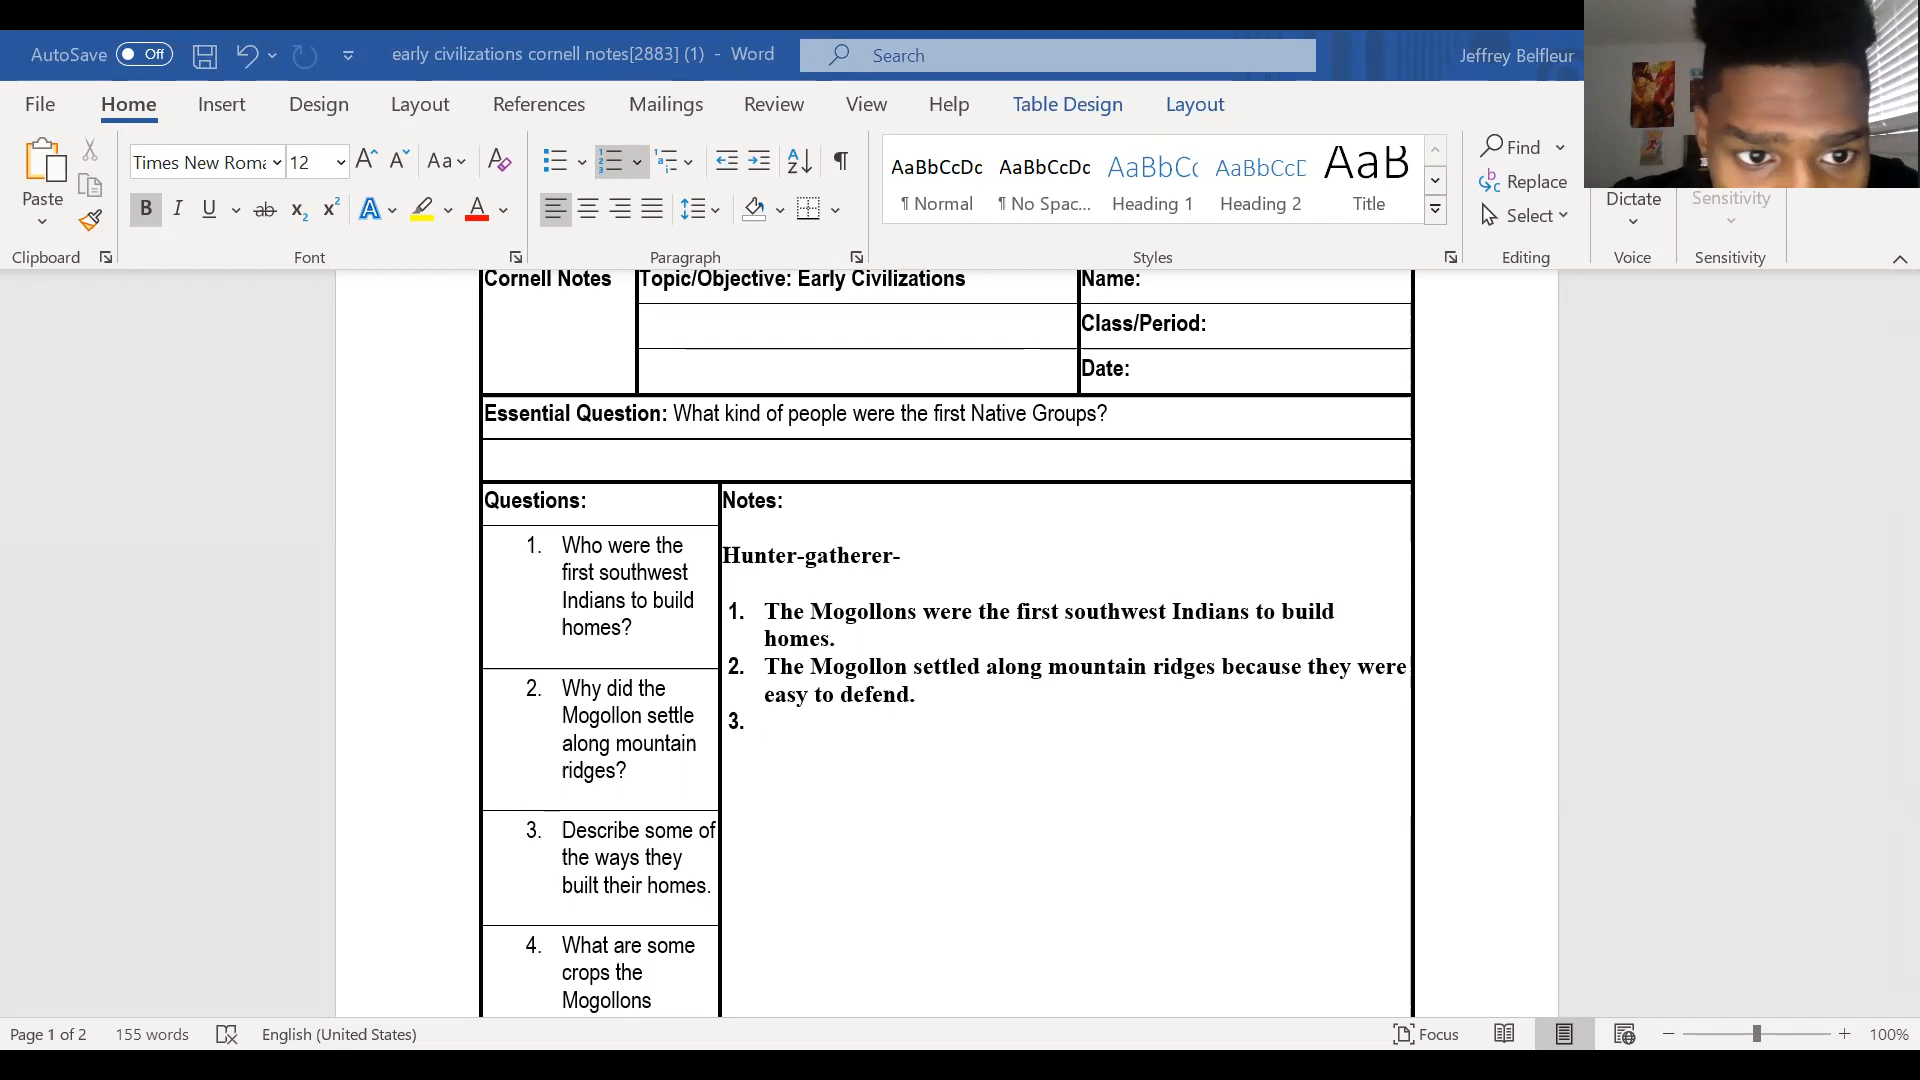 AutoSave Off early civilizations cornell notes[2883] (1) - Word Search Jeffrey Belfleur
File Home Insert Design Layout References Mailings Review View Help Table Design Layout
Paste
Clipboard
Times New Roma 12
Font
Paragraph
AaBbCcDc AaBbCcDc AaBbCc AaBbCcD AaB
¶ Normal ¶ No Spac... Heading 1 Heading 2 Title
Styles
Find
Replace
Select
Editing
Dictate
Voice
Sensitivity
Sensitivity
Cornell Notes Topic/Objective: Early Civilizations Name:
Class/Period:
Date:
Essential Question: What kind of people were the first Native Groups?
Questions:
1. Who were the
first southwest
Indians to build
homes?
2. Why did the
Mogollon settle
along mountain
ridges?
3. Describe some of
the ways they
built their homes.
4. What are some
crops the
Mogollons
Notes:
Hunter-gatherer-
1. The Mogollons were the first southwest Indians to build
homes.
2. The Mogollon settled along mountain ridges because they were
easy to defend.
3.
Page 1 of 2 155 words English (United States) Focus 100%